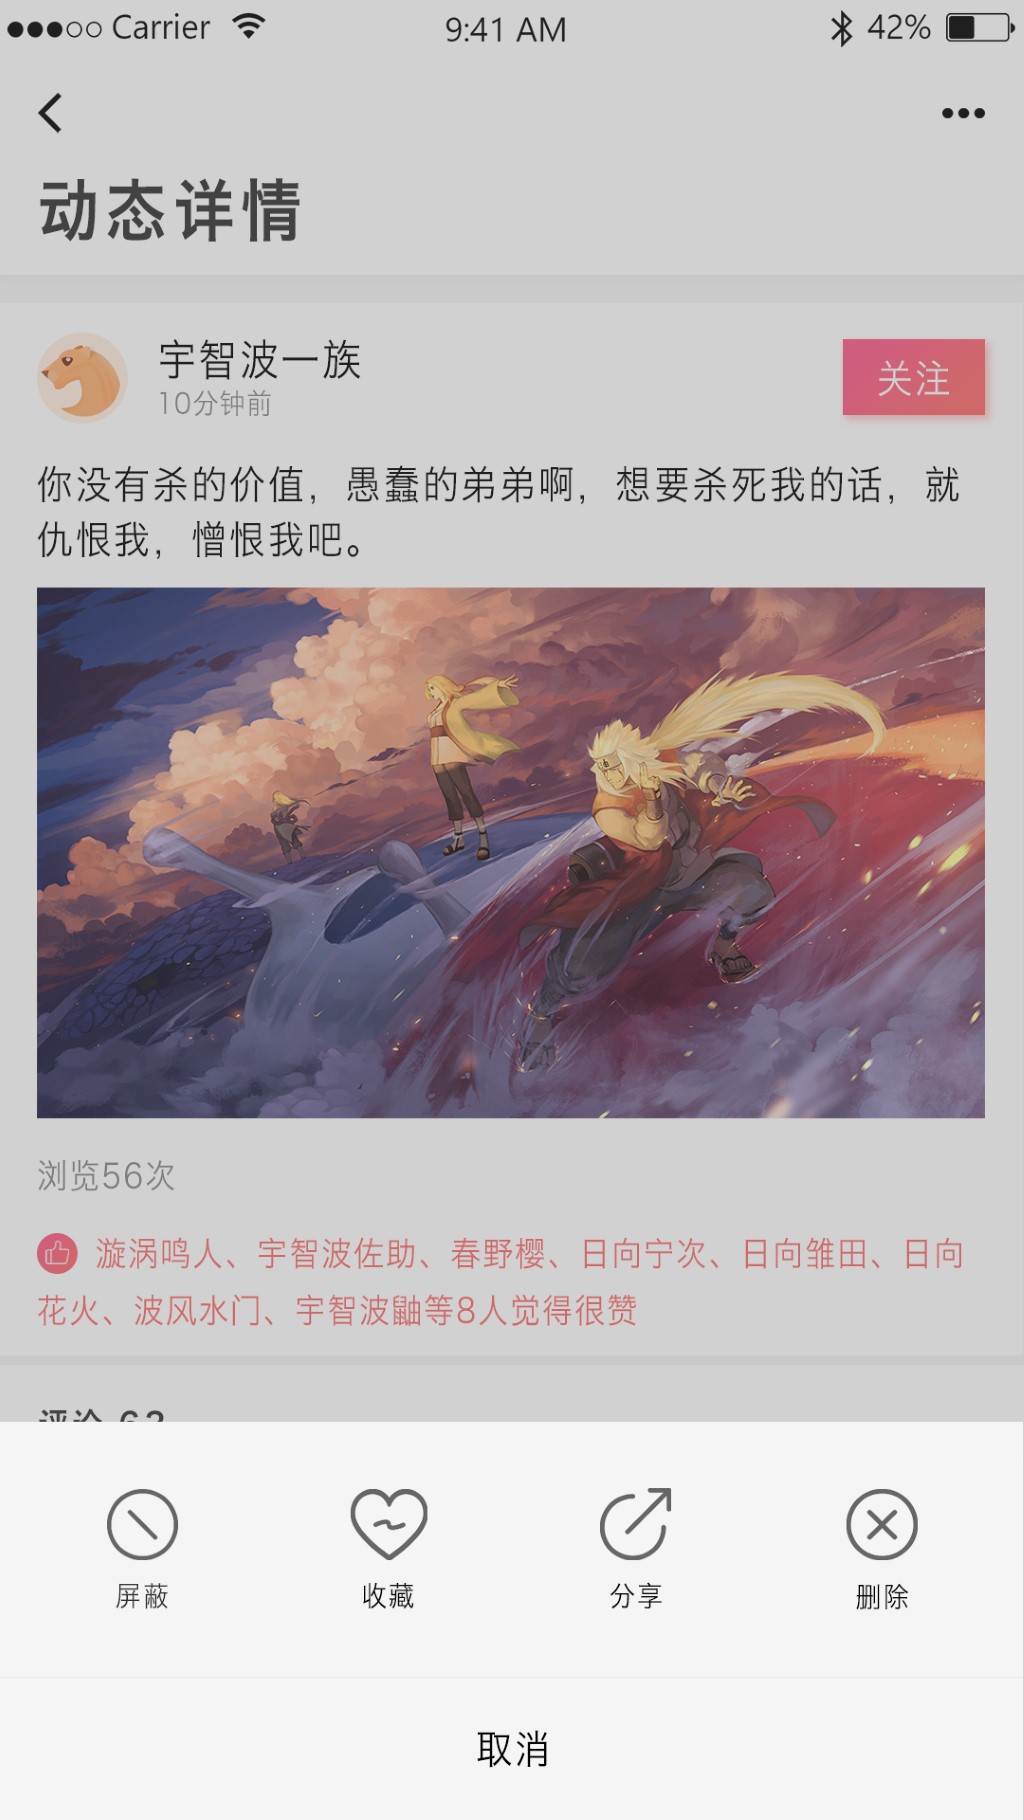 Carrier 9:41 AM 42%
动态详情
宇智波一族
10分钟前
关注
你没有杀的价值，愚蠢的弟弟啊，想要杀死我的话，就
仇恨我，憎恨我吧。
浏览56次
漩涡鸣人、宇智波佐助、春野樱、日向宁次、日向雏田、日向
花火、波风水门、宇智波鼬等8人觉得很赞
评论 63
屏蔽
收藏
分享
删除
取消